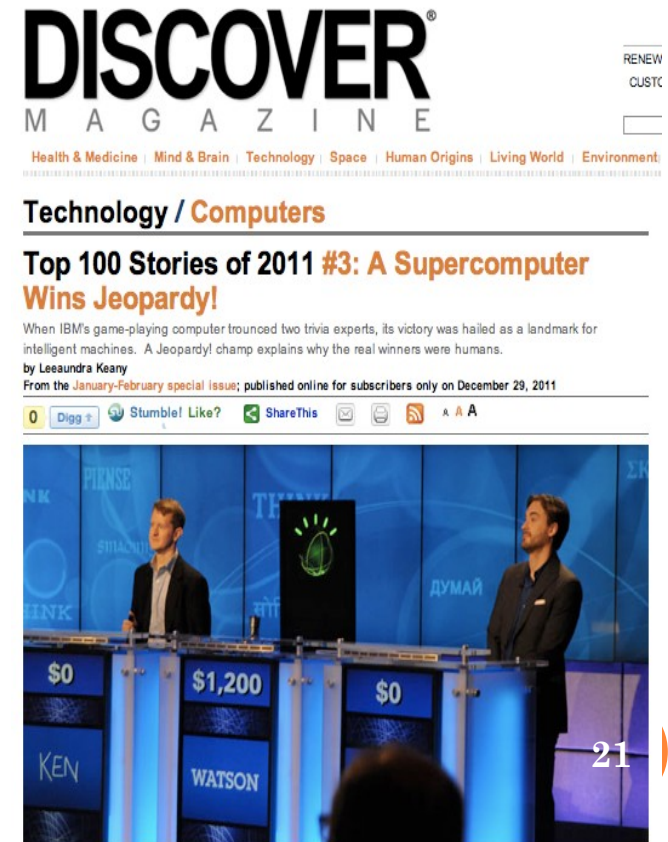 DISCOVER®
MAGAZINE
RENEW
CUSTO
Health & Medicine | Mind & Brain | Technology | Space | Human Origins | Living World | Environment
Technology / Computers
Top 100 Stories of 2011 #3: A Supercomputer
Wins Jeopardy!
When IBM's game-playing computer trounced two trivia experts, its victory was hailed as a landmark for
intelligent machines. A Jeopardy! champ explains why the real winners were humans.
by Leeaundra Keany
From the January-February special issue; published online for subscribers only on December 29, 2011
0 Digg Stumble! Like? ShareThis A A A
PIENSE
THINK
ДУМАЙ
$0 $1,200 $0
KEN WATSON
21